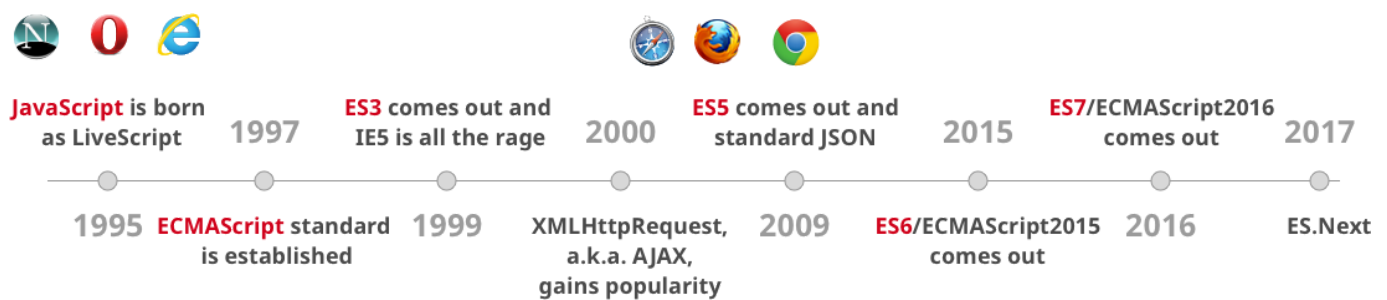 N
JavaScript is born
as LiveScript
1995
1997
ECMAScript standard
is established
ES3 comes out and
IE5 is all the rage
1999
2000
XMLHttpRequest,
a.k.a. AJAX,
gains popularity
ES5 comes out and
standard JSON
2009
2015
ES6/ECMAScript2015
comes out
ES7/ECMAScript2016
comes out
2016
2017
ES.Next